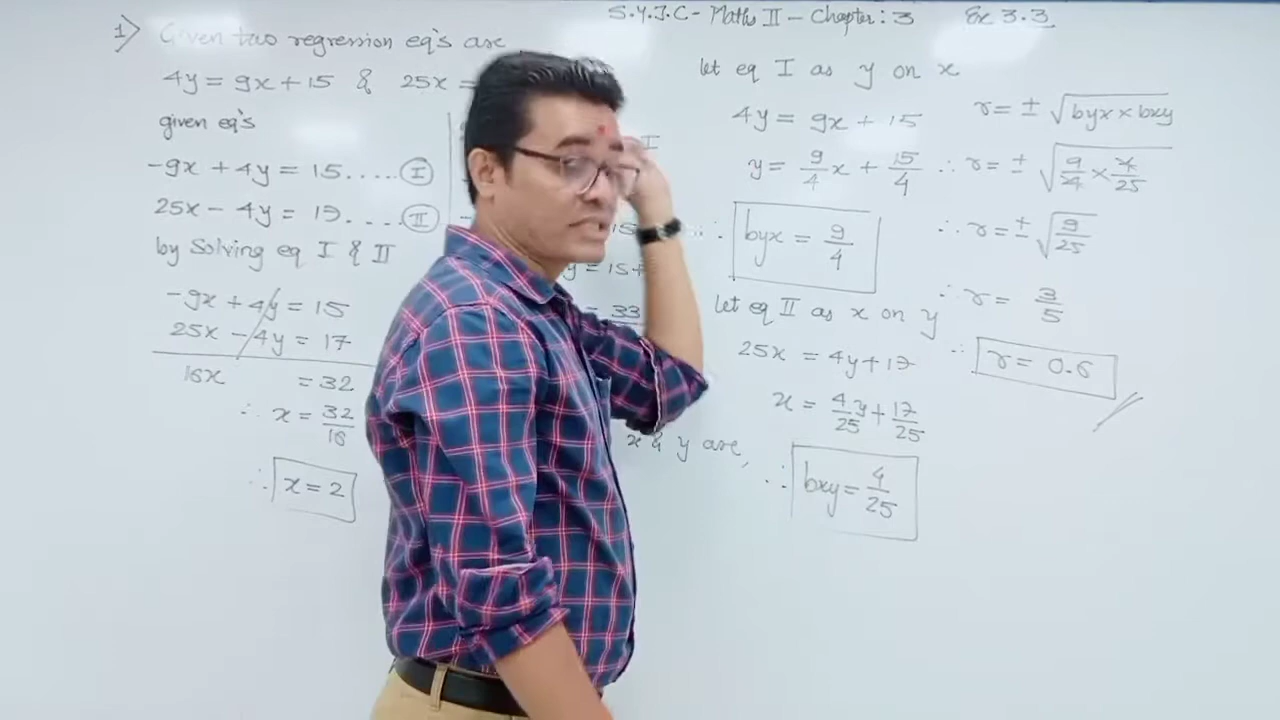 S.Y.J.C - Maths II - Chapter : 3 Ex 3.3
1) Given two regression eq's are
4y = 9x + 15 & 25x =
given eq's
-9x + 4y = 15.....I
25x - 4y = 17.....II
by Solving eq I & II
-9x + 4y = 15
25x - 4y = 17
16x = 32
∴ x = 32/16
∴ x = 2
I
y = 15+
= 33
x & y are,
let eq I as y on x
4y = 9x + 15
y = 9/4 x + 15/4
∴ byx = 9/4
let eq II as x on y
25x = 4y + 17
x = 4/25 y + 17/25
∴ bxy = 4/25
r = ± √byx × bxy
∴ r = ± √9/4 × 4/25
∴ r = ± √9/25
∴ r = 3/5
∴ r = 0.6